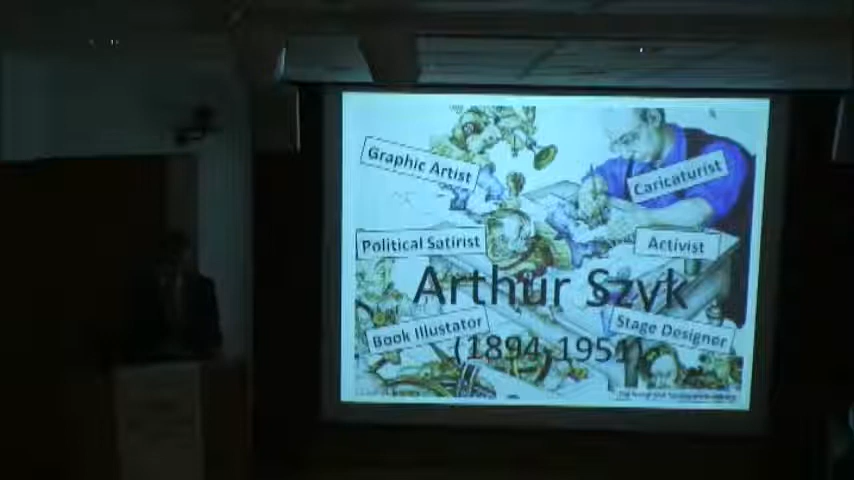 Graphic Artist
Caricaturist
Political Satirist
Activist
Arthur Szyk
Book Illustator
Stage Designer
(1894,1951)